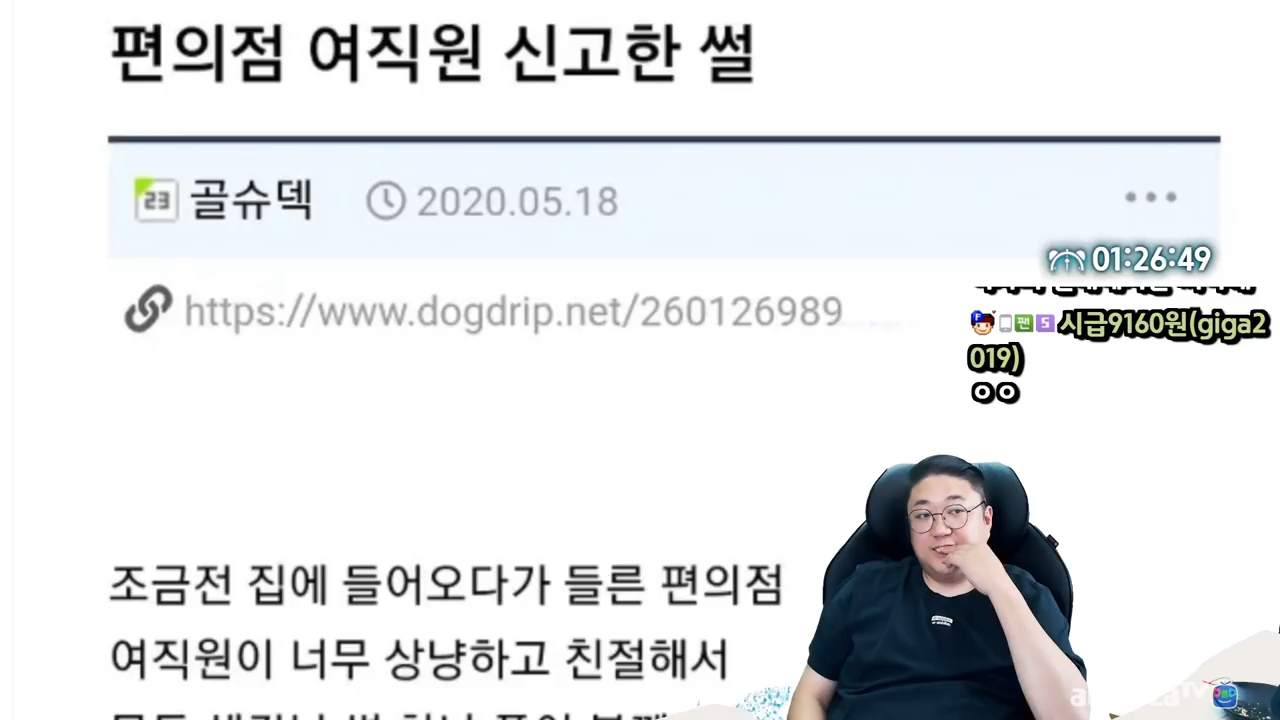 편의점 여직원 신고한 썰
23 골슈덱 2020.05.18
01:26:49
https://www.dogdrip.net/260126989
팬 S 시급9160원(giga2
019)
ㅇㅇ
조금전 집에 들어오다가 들른 편의점
여직원이 너무 상냥하고 친절해서